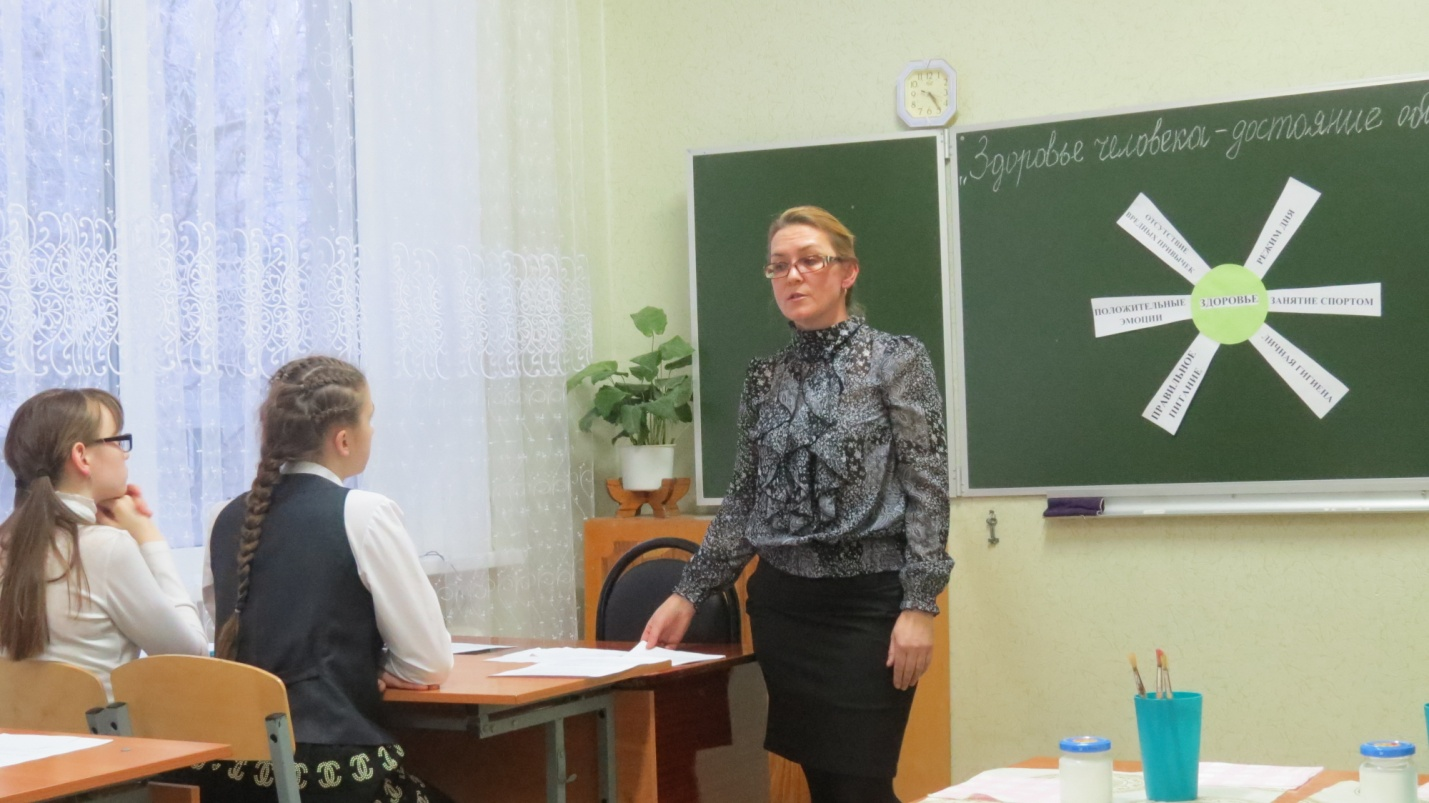 „Здоровье человека-достояние об
ОТСУТСТВИЕ
ВРЕДНЫХ ПРИВЫЧЕК
РЕЖИМ ДНЯ
ПОЛОЖИТЕЛЬНЫЕ
ЭМОЦИИ
ЗДОРОВЬЕ
ЗАНЯТИЕ СПОРТОМ
ПРАВИЛЬНОЕ
ПИТАНИЕ
ЛИЧНАЯ ГИГИЕНА